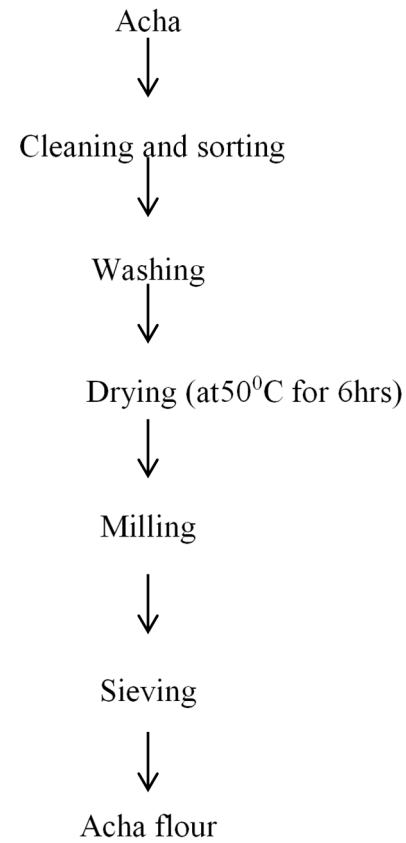 Acha
Cleaning and sorting
Washing
Drying (at50⁰C for 6hrs)
Milling
Sieving
Acha flour